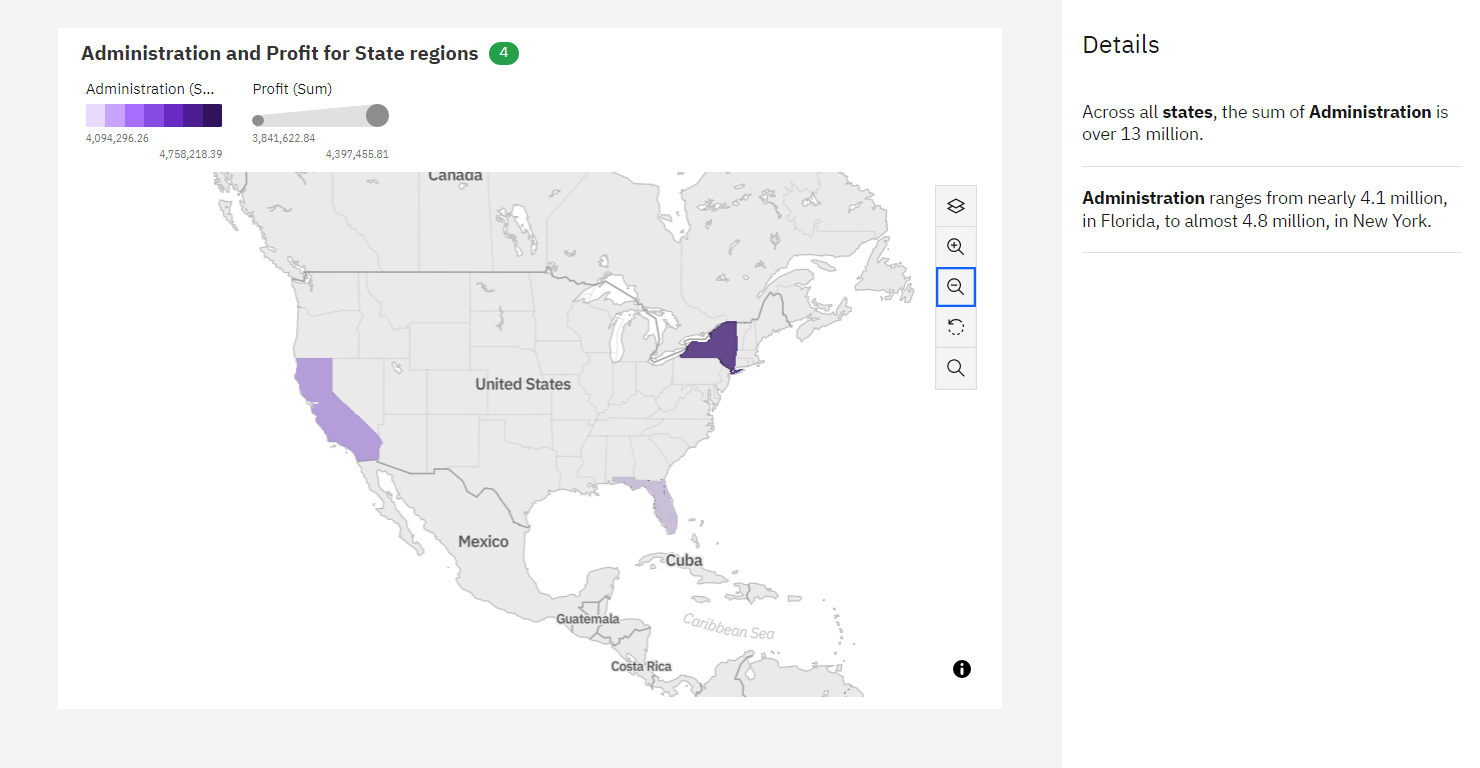 Administration and Profit for State regions 4
Administration (S...
4,094,296.26
4,758,218.39
Profit (Sum)
3,841,622.84
4,397,455.81
Canada
United States
Mexico
Cuba
Guatemala
Caribbean Sea
Costa Rica
Details
Across all states, the sum of Administration is
over 13 million.
Administration ranges from nearly 4.1 million,
in Florida, to almost 4.8 million, in New York.